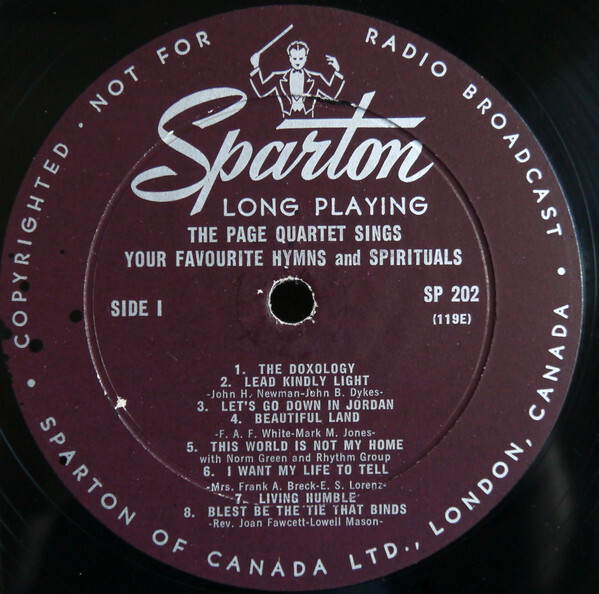 COPYRIGHTED · NOT FOR RADIO BROADCAST •
Sparton
LONG PLAYING
THE PAGE QUARTET SINGS
YOUR FAVOURITE HYMNS and SPIRITUALS
SIDE I
SP 202
(119E)
1. THE DOXOLOGY
2. LEAD KINDLY LIGHT
-John H. Newman-John B. Dykes-
3. LET'S GO DOWN IN JORDAN
4. BEAUTIFUL LAND
-F. A. F. White-Mark M. Jones-
5. THIS WORLD IS NOT MY HOME
with Norm Green and Rhythm Group
6. I WANT MY LIFE TO TELL
-Mrs. Frank A. Breck-E. S. Lorenz-
7. LIVING HUMBLE
8. BLEST BE THE TIE THAT BINDS
-Rev. Joan Fawcett-Lowell Mason-
• SPARTON OF CANADA LTD., LONDON, CANADA